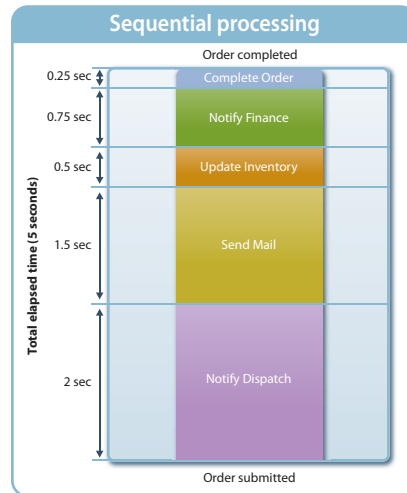 Sequential processing
Order completed
0.25 sec
Complete Order
0.75 sec
Notify Finance
0.5 sec
Update Inventory
Total elapsed time (5 seconds)
1.5 sec
Send Mail
2 sec
Notify Dispatch
Order submitted